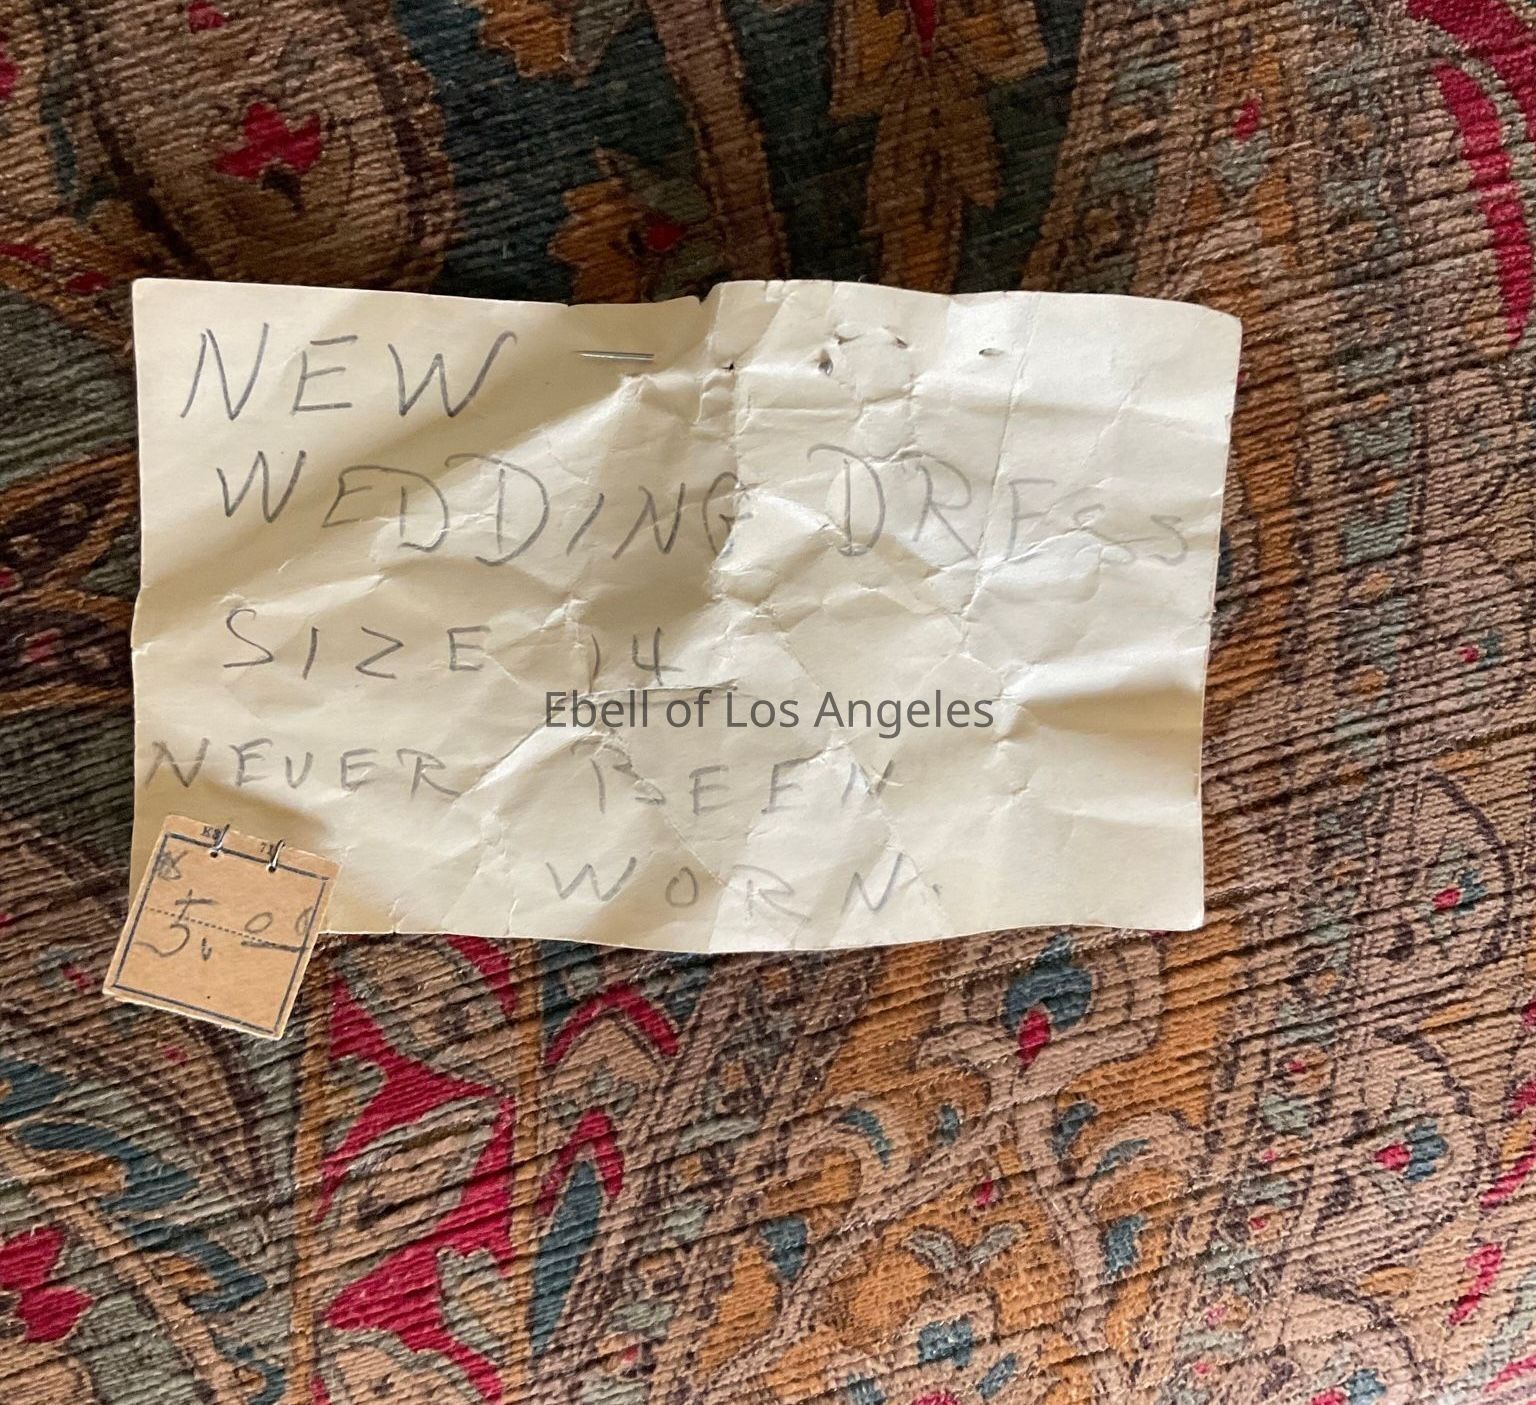 NEW
WEDDING DRESS
SIZE 14
Ebell of Los Angeles
NEVER BEEN
WORN.
5.00